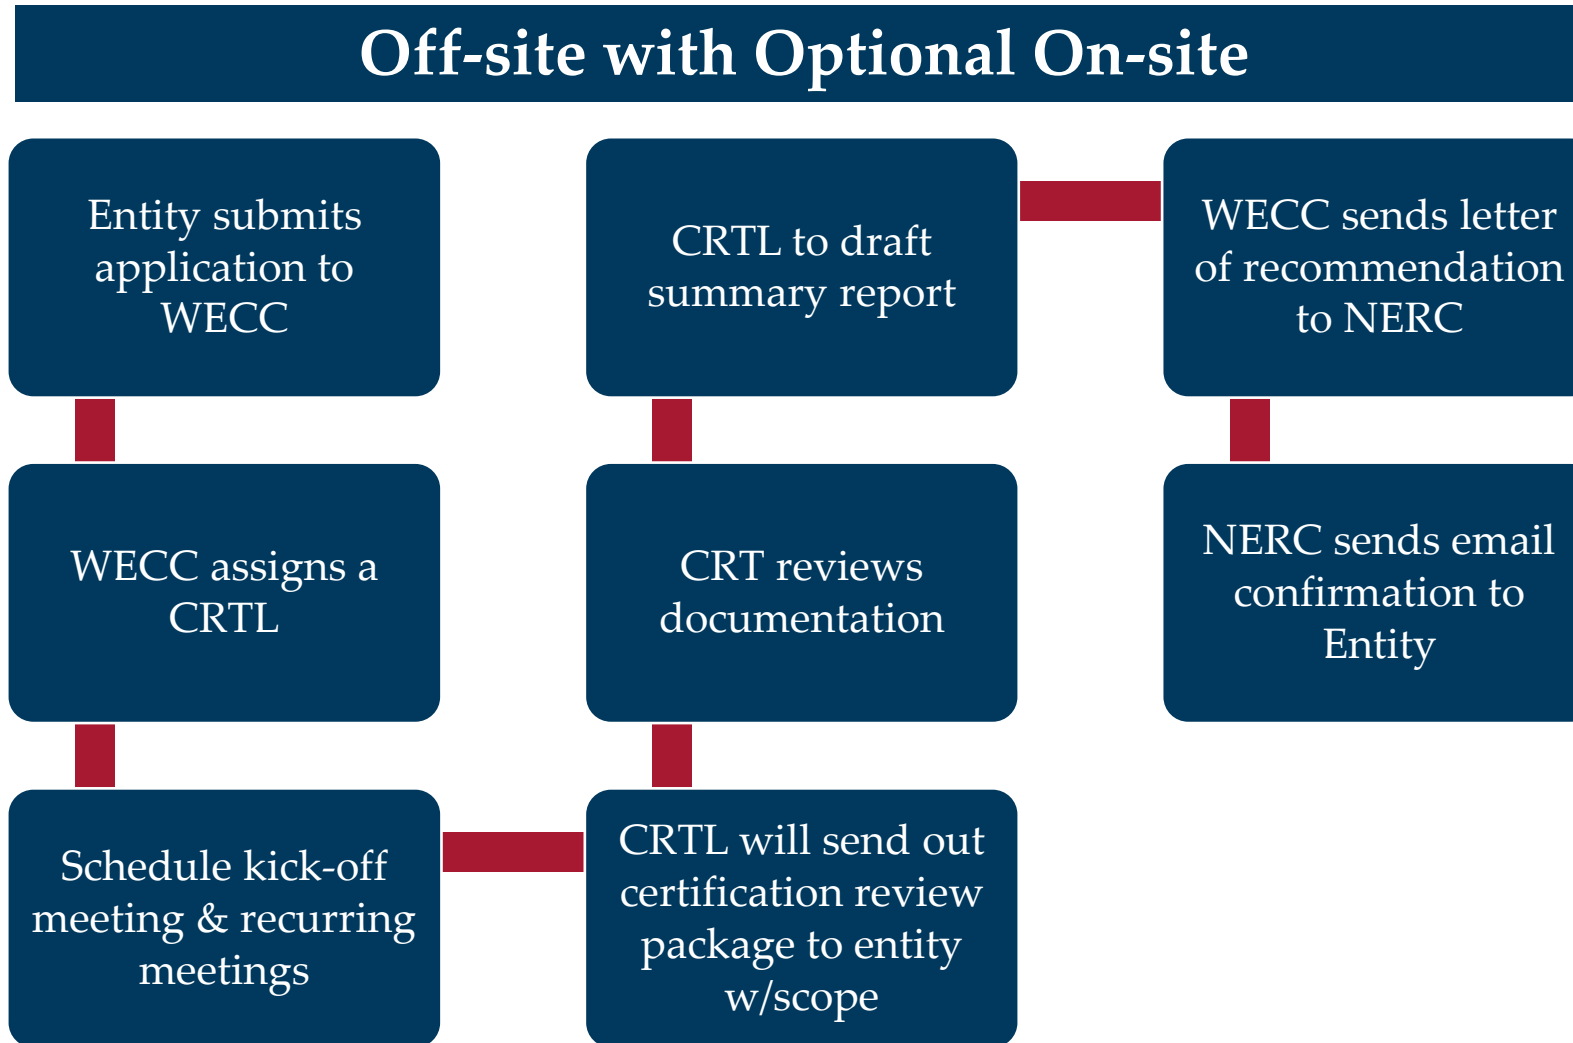 Off-site with Optional On-site
Entity submits
application to
WECC
WECC assigns a
CRTL
Schedule kick-off
meeting & recurring
meetings
CRTL will send out
certification review
package to entity
w/scope
CRT reviews
documentation
CRTL to draft
summary report
WECC sends letter
of recommendation
to NERC
NERC sends email
confirmation to
Entity